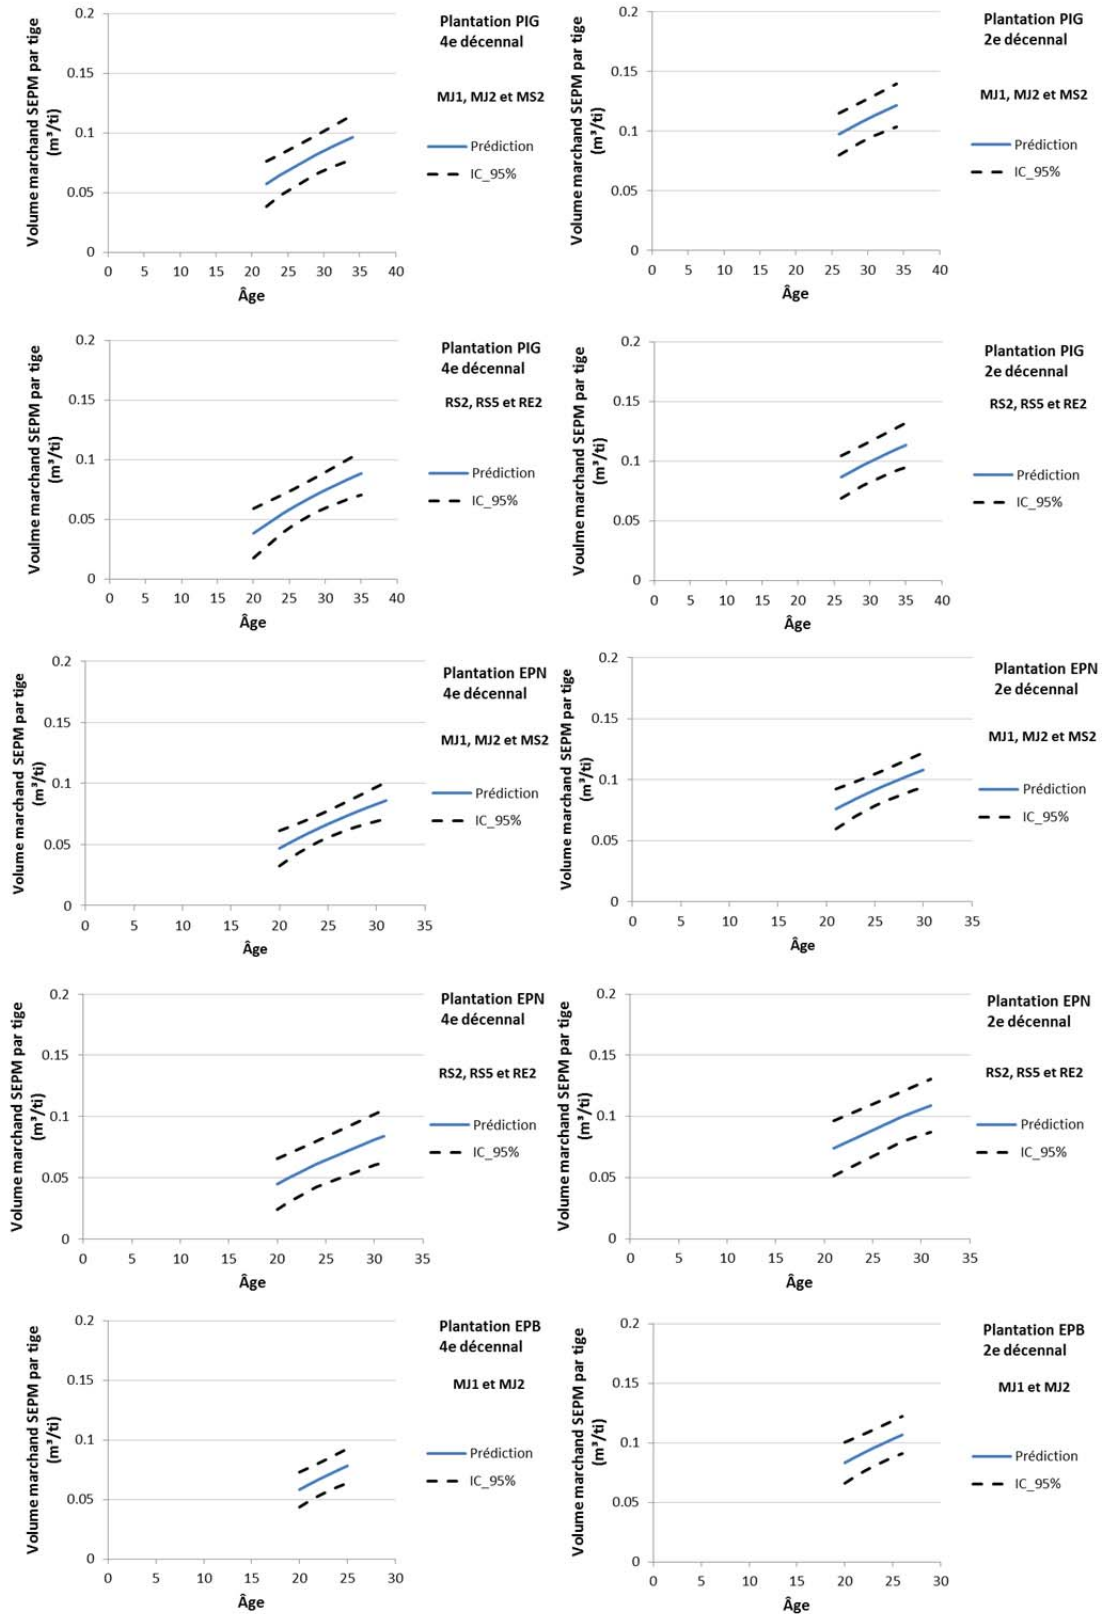 Volume marchand SEPM par tige
(m³/ti)
0.2
0.15
0.1
0.05
0
0 5 10 15 20 25 30 35 40
Âge
Plantation PIG
4e décennal
MJ1, MJ2 et MS2
Prédiction
IC_95%
Volume marchand SEPM par tige
(m³/ti)
0.2
0.15
0.1
0.05
0
0 5 10 15 20 25 30 35 40
Âge
Plantation PIG
2e décennal
MJ1, MJ2 et MS2
Prédiction
IC_95%
Voulme marchand SEPM par tige
(m³/ti)
0.2
0.15
0.1
0.05
0
0 5 10 15 20 25 30 35 40
Âge
Plantation PIG
4e décennal
RS2, RS5 et RE2
Prédiction
IC_95%
Voulme marchand SEPM par tige
(m³/ti)
0.2
0.15
0.1
0.05
0
0 5 10 15 20 25 30 35 40
Âge
Plantation PIG
2e décennal
RS2, RS5 et RE2
Prédiction
IC_95%
Volume marchand SEPM par tige
(m³/ti)
0.2
0.15
0.1
0.05
0
0 5 10 15 20 25 30 35
Âge
Plantation EPN
4e décennal
MJ1, MJ2 et MS2
Prédiction
IC_95%
Volume marchand SEPM par tige
(m³/ti)
0.2
0.15
0.1
0.05
0
0 5 10 15 20 25 30 35
Âge
Plantation EPN
2e décennal
MJ1, MJ2 et MS2
Prédiction
IC_95%
Volume marchand SEPM par tige
(m³/ti)
0.2
0.15
0.1
0.05
0
0 5 10 15 20 25 30 35
Âge
Plantation EPN
4e décennal
RS2, RS5 et RE2
Prédiction
IC_95%
Volume marchand SEPM par tige
(m³/ti)
0.2
0.15
0.1
0.05
0
0 5 10 15 20 25 30 35
Âge
Plantation EPN
2e décennal
RS2, RS5 et RE2
Prédiction
IC_95%
Volume marchand SEPM par tige
(m³/ti)
0.2
0.15
0.1
0.05
0
0 5 10 15 20 25 30
Âge
Plantation EPB
4e décennal
MJ1 et MJ2
Prédiction
IC_95%
Volume marchand SEPM par tige
(m³/ti)
0.2
0.15
0.1
0.05
0
0 5 10 15 20 25 30
Âge
Plantation EPB
2e décennal
MJ1 et MJ2
Prédiction
IC_95%